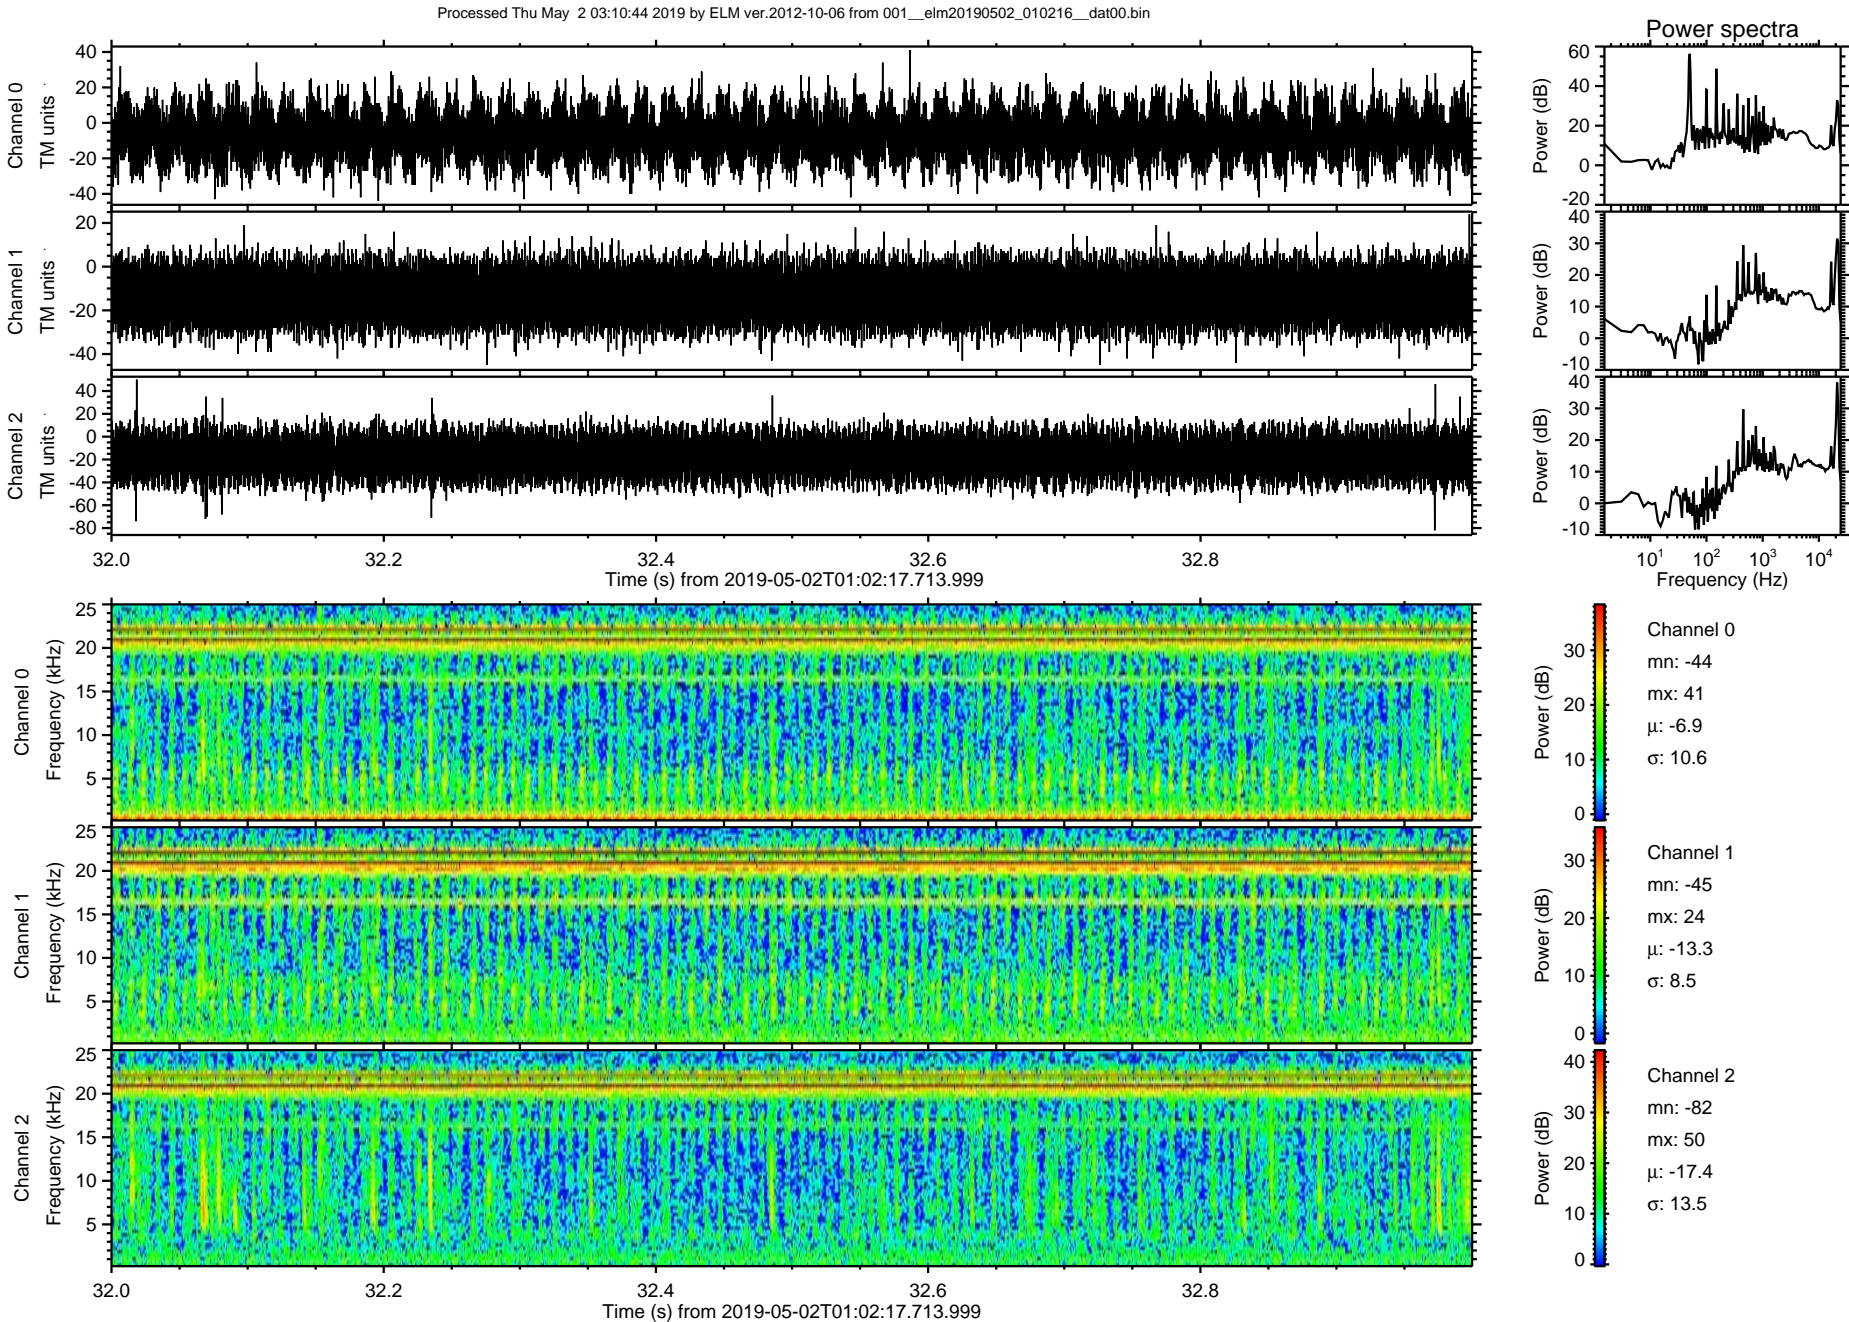 Processed Thu May  2 03:10:44 2019 by ELM ver.2012-10-06 from 001__elm20190502_010216__dat00.bin
Power spectra
Channel 0
TM units
40
20
0
-20
-40
Power (dB)
60
40
20
0
-20
Channel 1
TM units
20
0
-20
-40
Power (dB)
40
30
20
10
0
-10
Channel 2
TM units
40
20
0
-20
-40
-60
-80
Power (dB)
40
30
20
10
0
-10
32.0 32.2 32.4 32.6 32.8
Time (s) from 2019-05-02T01:02:17.713.999
10^1 10^2 10^3 10^4
Frequency (Hz)
Channel 0
Frequency (kHz)
25
20
15
10
5
Power (dB)
30
20
10
0
Channel 0
mn: -44
mx: 41
μ: -6.9
σ: 10.6
Channel 1
Frequency (kHz)
25
20
15
10
5
Power (dB)
30
20
10
0
Channel 1
mn: -45
mx: 24
μ: -13.3
σ: 8.5
Channel 2
Frequency (kHz)
25
20
15
10
5
Power (dB)
40
30
20
10
0
Channel 2
mn: -82
mx: 50
μ: -17.4
σ: 13.5
32.0 32.2 32.4 32.6 32.8
Time (s) from 2019-05-02T01:02:17.713.999